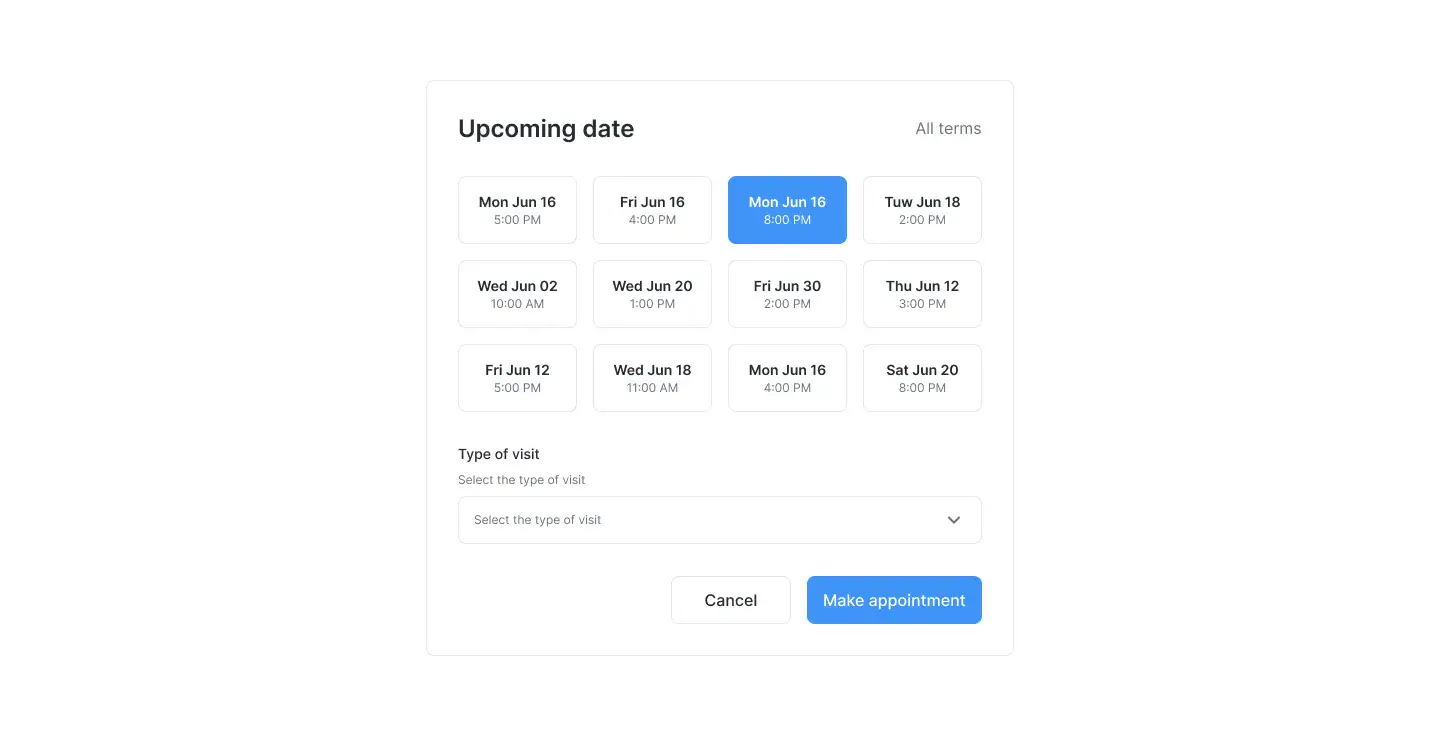 Upcoming date
All terms
Mon Jun 16
5:00 PM
Fri Jun 16
4:00 PM
Mon Jun 16
8:00 PM
Tuw Jun 18
2:00 PM
Wed Jun 02
10:00 AM
Wed Jun 20
1:00 PM
Fri Jun 30
2:00 PM
Thu Jun 12
3:00 PM
Fri Jun 12
5:00 PM
Wed Jun 18
11:00 AM
Mon Jun 16
4:00 PM
Sat Jun 20
8:00 PM
Type of visit
Select the type of visit
Select the type of visit
Cancel
Make appointment